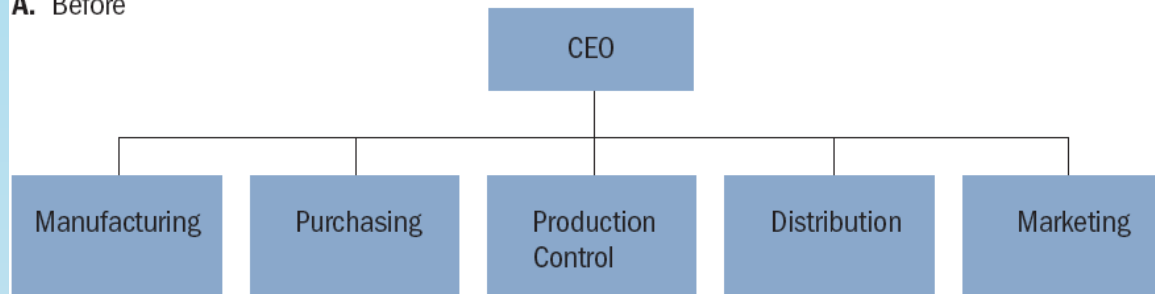 A. Before
CEO
Manufacturing
Purchasing
Production
Control
Distribution
Marketing